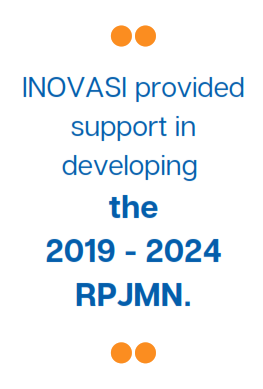 INOVASI provided
support in
developing
the
2019 - 2024
RPJMN.